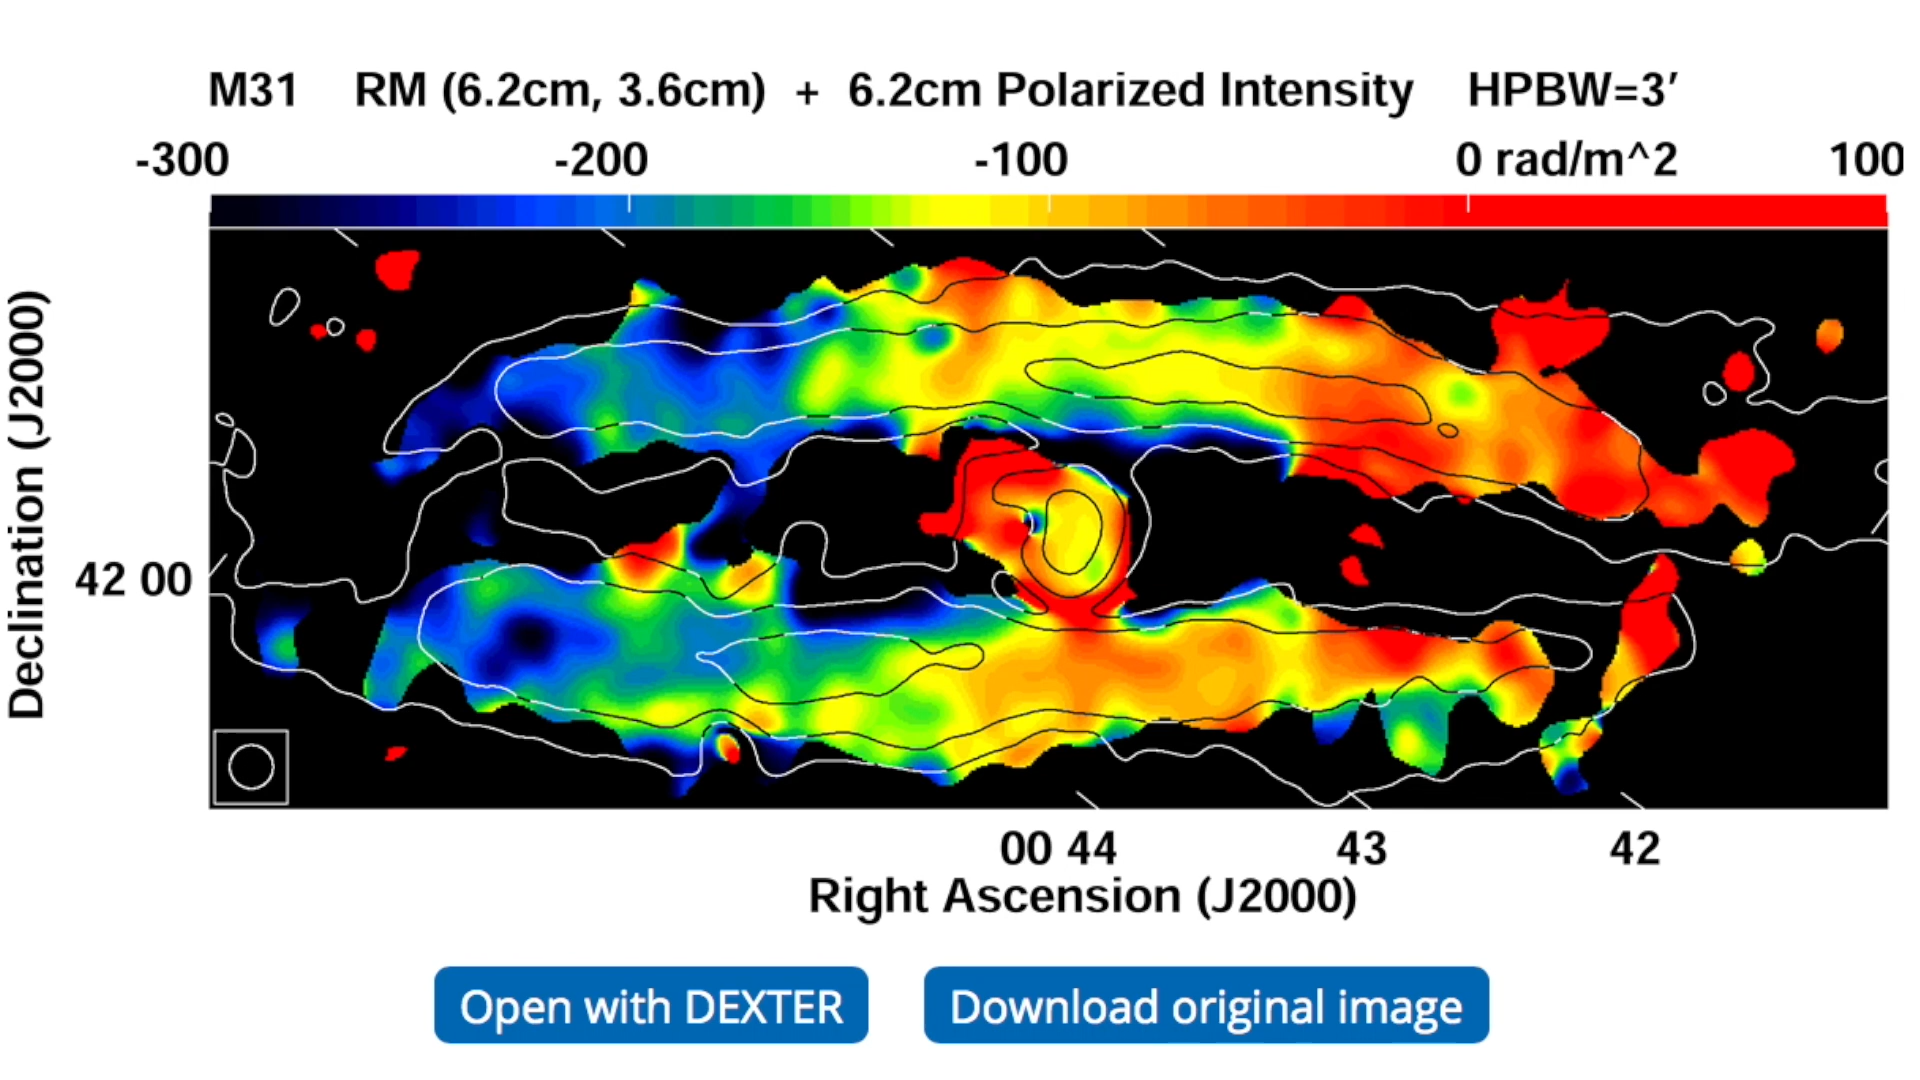 M31 RM (6.2cm, 3.6cm) + 6.2cm Polarized Intensity HPBW=3′
-300 -200 -100 0 rad/m^2 100
Declination (J2000)
42 00
00 44 43 42
Right Ascension (J2000)
Open with DEXTER Download original image